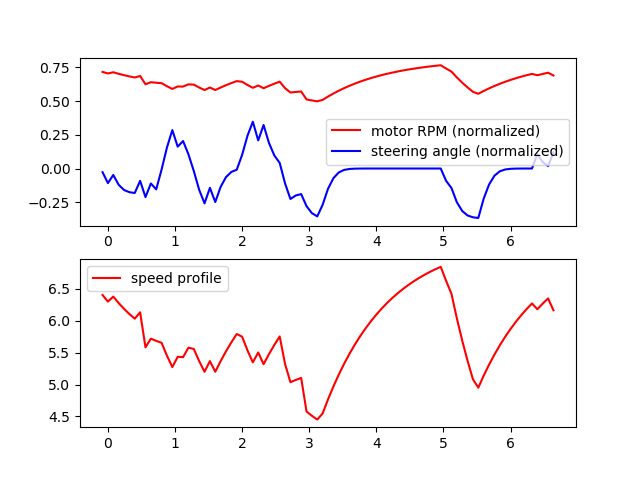 0.75
0.50
0.25
0.00
−0.25
motor RPM (normalized)
steering angle (normalized)
0 1 2 3 4 5 6
6.5
6.0
5.5
5.0
4.5
speed profile
0 1 2 3 4 5 6